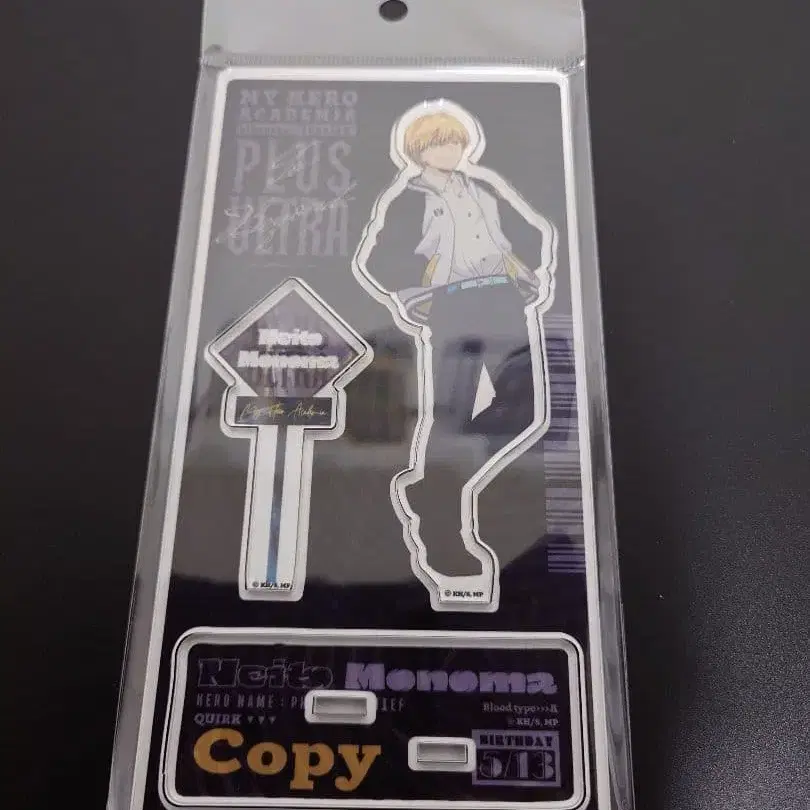 MY HERO
ACADEMIA
PLUS
ULTRA
Neito
Monoma
© KH/S, MP
© KH/S, MP
Neito Monoma
HERO NAME : 
QUIRK ▼▼▼
Copy
Blood type>>>A
© KH/S, MP
BIRTHDAY
5/13